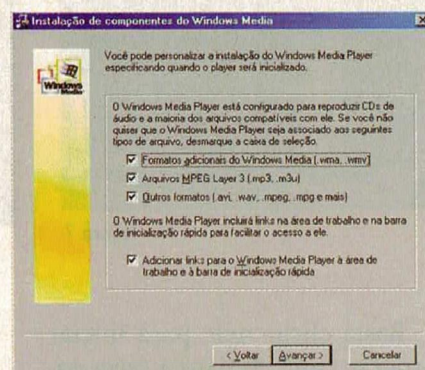 Instalação de componentes do Windows Media
Windows
Media
Você pode personalizar a instalação do Windows Media Player
especificando quando o player será inicializado.
O Windows Media Player está configurado para reproduzir CDs de
áudio e a maioria dos arquivos compatíveis com ele. Se você não
quiser que o Windows Media Player seja associado aos seguintes
tipos de arquivo, desmarque a caixa de seleção.
Formatos adicionais do Windows Media (.wma, .wmv)
Arquivos MPEG Layer 3 (.mp3, .m3u)
Outros formatos (.avi, .wav, .mpeg, .mpg e mais)
O Windows Media Player incluirá links na área de trabalho e na barra
de inicialização rápida para facilitar o acesso a ele.
Adicionar links para o Windows Media Player à área de
trabalho e à barra de inicialização rápida
< Voltar Avançar > Cancelar